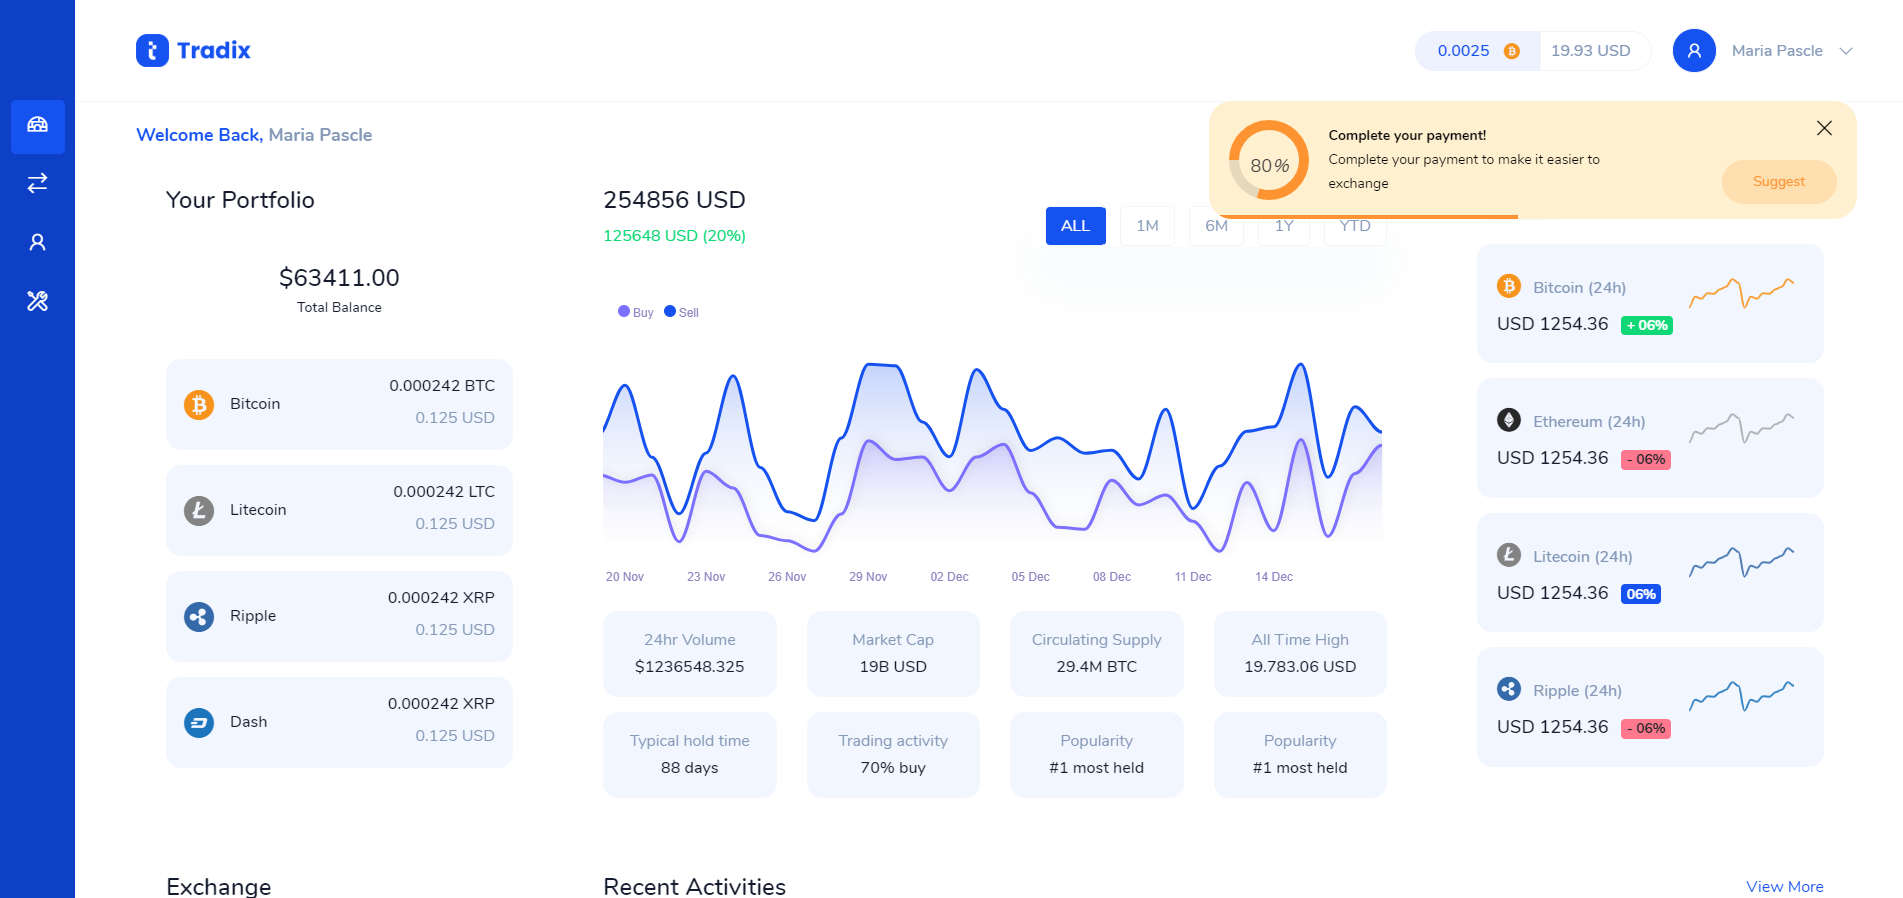 Tradix
0.0025
19.93 USD
Maria Pascle
Welcome Back, Maria Pascle
80%
Complete your payment!
Complete your payment to make it easier to
exchange
Suggest
Your Portfolio
$63411.00
Total Balance
Bitcoin
0.000242 BTC
0.125 USD
Litecoin
0.000242 LTC
0.125 USD
Ripple
0.000242 XRP
0.125 USD
Dash
0.000242 XRP
0.125 USD
254856 USD
125648 USD (20%)
ALL
1M
6M
1Y
YTD
Buy
Sell
20 Nov
23 Nov
26 Nov
29 Nov
02 Dec
05 Dec
08 Dec
11 Dec
14 Dec
24hr Volume
$1236548.325
Market Cap
19B USD
Circulating Supply
29.4M BTC
All Time High
19.783.06 USD
Typical hold time
88 days
Trading activity
70% buy
Popularity
#1 most held
Popularity
#1 most held
Bitcoin (24h)
USD 1254.36
+ 06%
Ethereum (24h)
USD 1254.36
- 06%
Litecoin (24h)
USD 1254.36
06%
Ripple (24h)
USD 1254.36
- 06%
Exchange
Recent Activities
View More